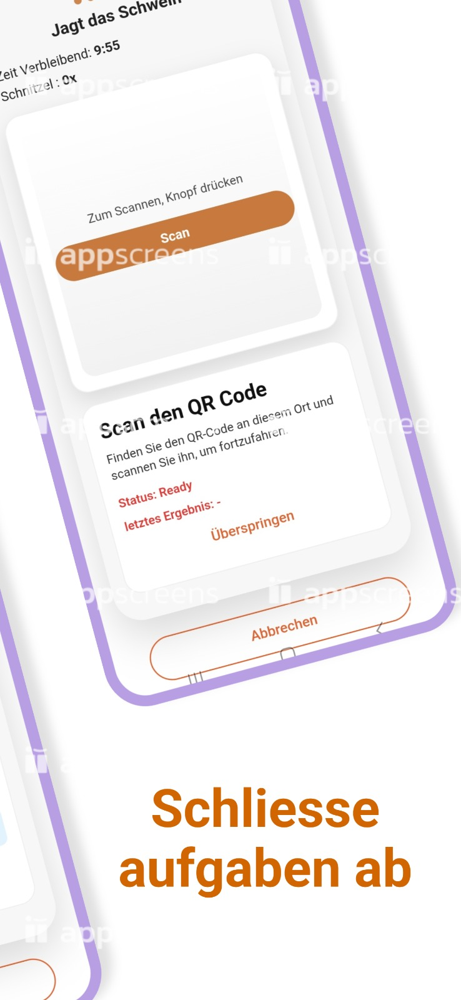 Jagt das Schwein
Zeit Verbleibend: 9:55
Schnitzel : 0x
Zum Scannen, Knopf drücken
Scan
Scan den QR Code
Finden Sie den QR-Code an diesem Ort und
scannen Sie ihn, um fortzufahren.
Status: Ready
letztes Ergebnis: -
Überspringen
Abbrechen
Schliesse
aufgaben ab
appscreens